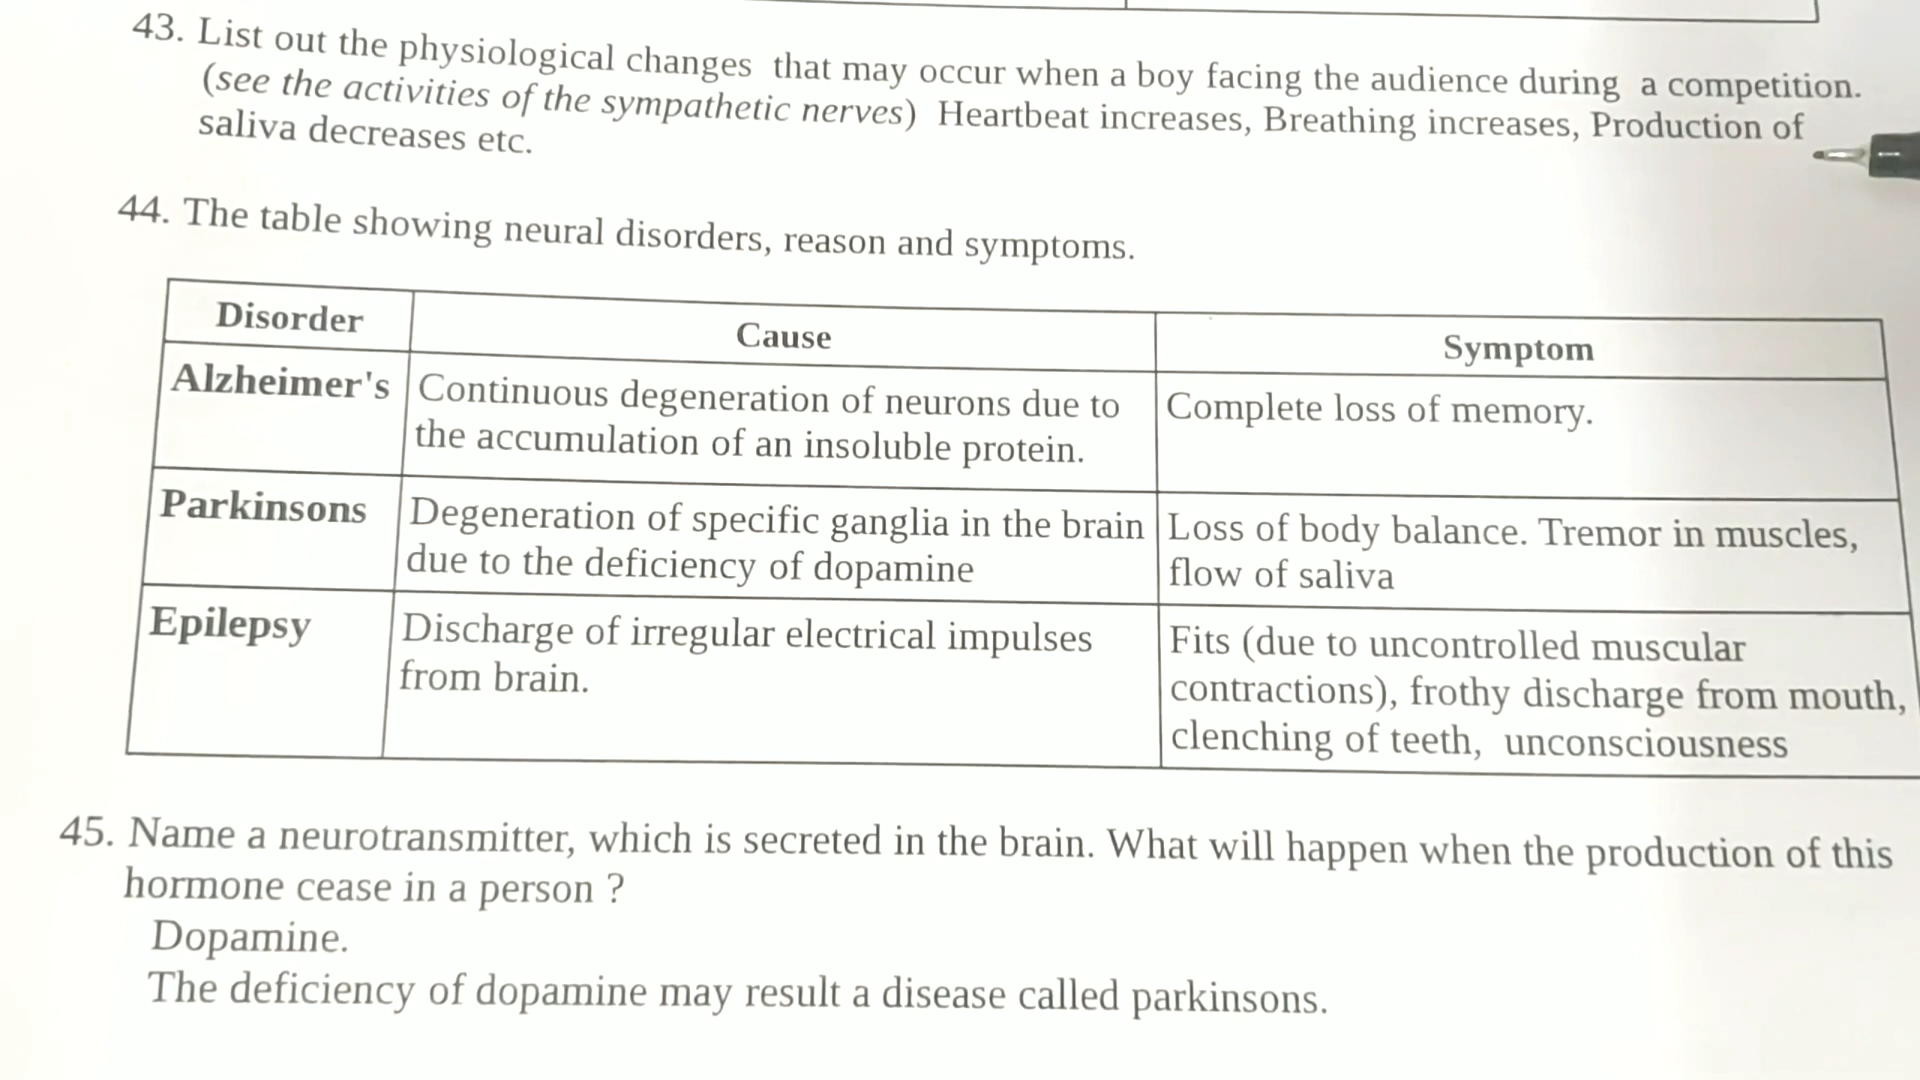 43. List out the physiological changes that may occur when a boy facing the audience during a competition.
(see the activities of the sympathetic nerves) Heartbeat increases, Breathing increases, Production of
saliva decreases etc.
44. The table showing neural disorders, reason and symptoms.
Disorder Cause Symptom
Alzheimer's Continuous degeneration of neurons due to Complete loss of memory.
the accumulation of an insoluble protein.
Parkinsons Degeneration of specific ganglia in the brain Loss of body balance. Tremor in muscles,
due to the deficiency of dopamine flow of saliva
Epilepsy Discharge of irregular electrical impulses Fits (due to uncontrolled muscular
from brain. contractions), frothy discharge from mouth,
clenching of teeth, unconsciousness
45. Name a neurotransmitter, which is secreted in the brain. What will happen when the production of this
hormone cease in a person ?
Dopamine.
The deficiency of dopamine may result a disease called parkinsons.